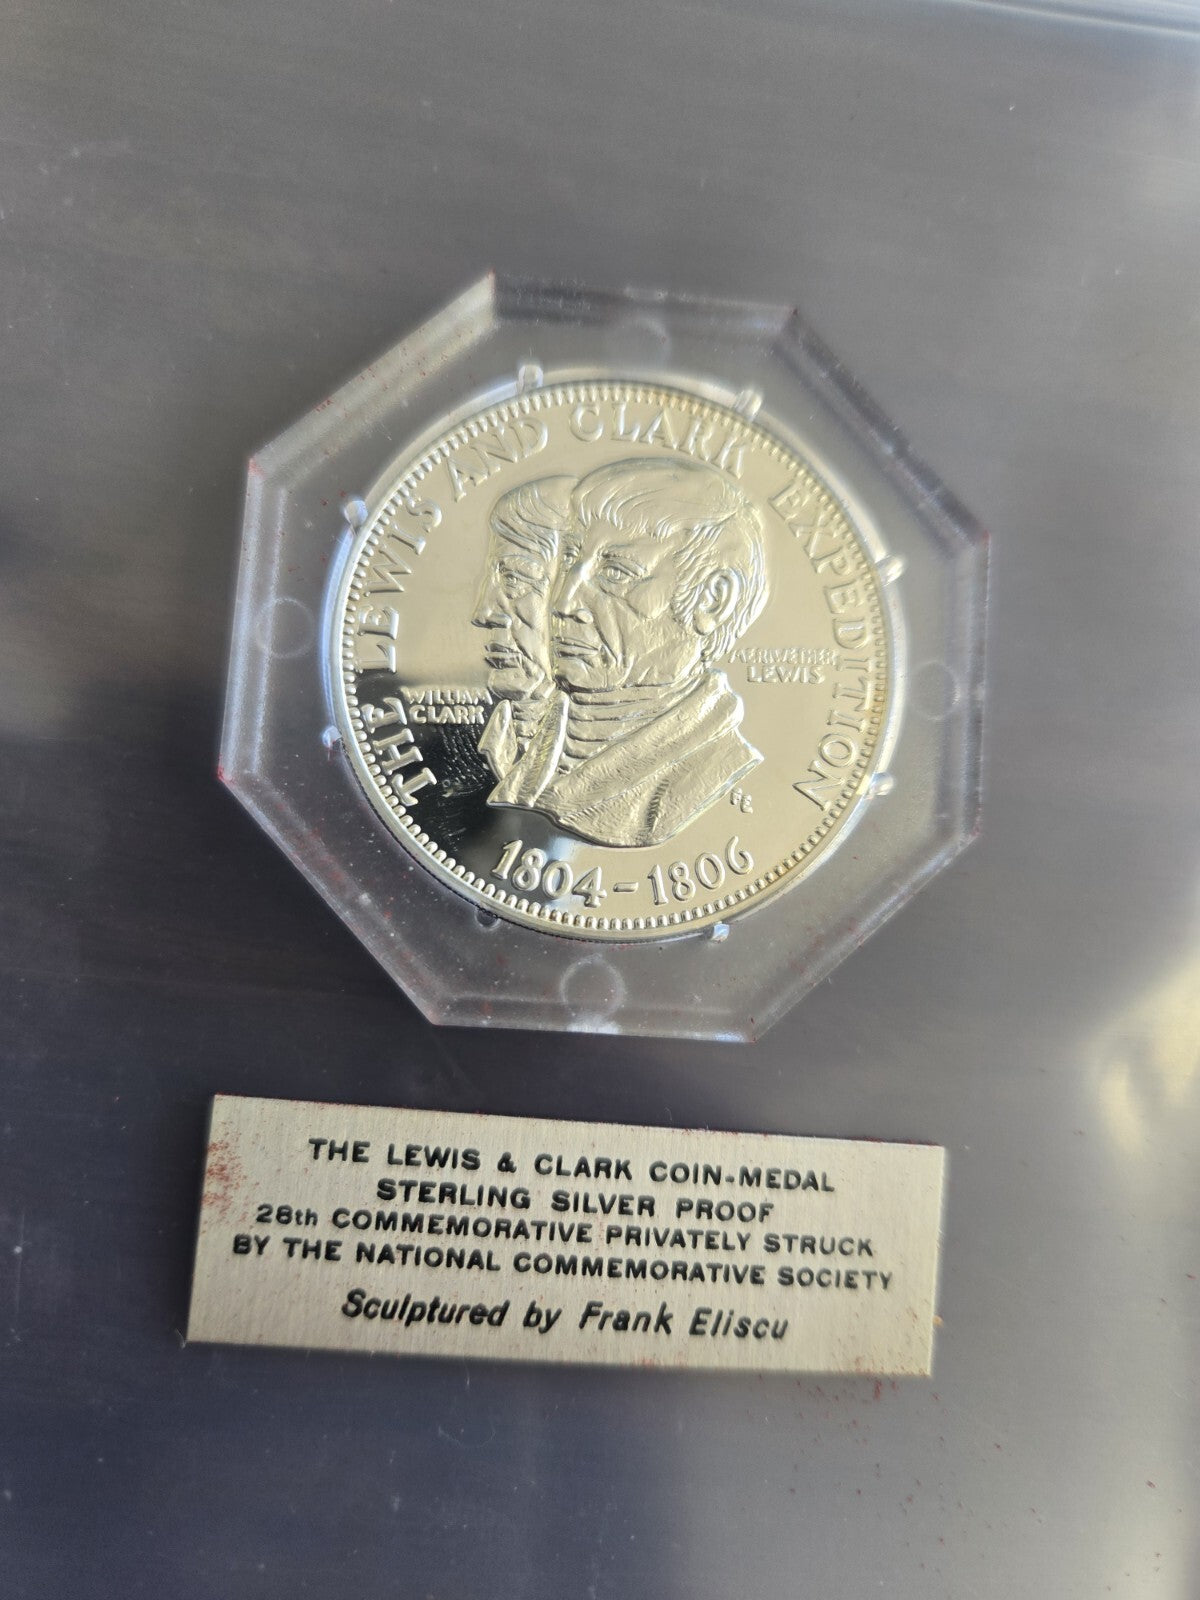 THE LEWIS AND CLARK EXPEDITION
WILLIAM
CLARK
MERIWETHER
LEWIS
FE
1804-1806
THE LEWIS & CLARK COIN-MEDAL
STERLING SILVER PROOF
28th COMMEMORATIVE PRIVATELY STRUCK
BY THE NATIONAL COMMEMORATIVE SOCIETY
Sculptured by Frank Eliscu